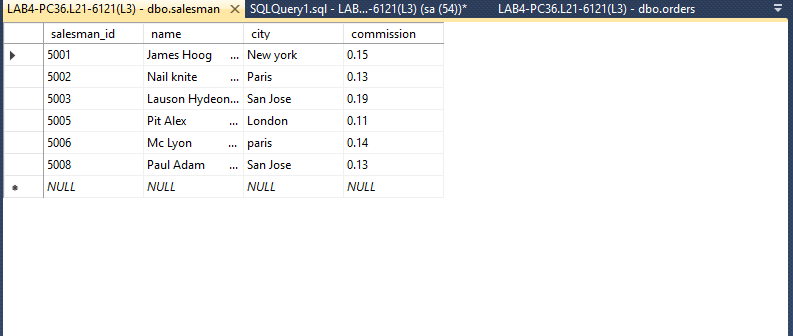 LAB4-PC36.L21-6121(L3) - dbo.salesman SQLQuery1.sql - LAB...-6121(L3) (sa (54))* LAB4-PC36.L21-6121(L3) - dbo.orders
salesman_id name city commission
5001 James Hoog ... New york 0.15
5002 Nail knite ... Paris 0.13
5003 Lauson Hydeon... San Jose 0.19
5005 Pit Alex ... London 0.11
5006 Mc Lyon ... paris 0.14
5008 Paul Adam ... San Jose 0.13
NULL NULL NULL NULL